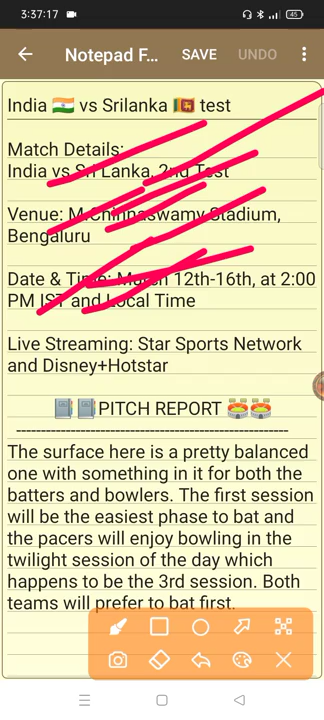 3:37:17
45
Notepad F...
SAVE
UNDO
India 🇮🇳 vs Srilanka 🇱🇰 test
Match Details:
India vs Sri Lanka, 2nd Test
Venue: M.Chinnaswamy Stadium,
Bengaluru
Date & Time: March 12th-16th, at 2:00
PM IST and Local Time
Live Streaming: Star Sports Network
and Disney+Hotstar
📓📓PITCH REPORT 🏟️🏟️
------------------------------------------------
The surface here is a pretty balanced
one with something in it for both the
batters and bowlers. The first session
will be the easiest phase to bat and
the pacers will enjoy bowling in the
twilight session of the day which
happens to be the 3rd session. Both
teams will prefer to bat first.